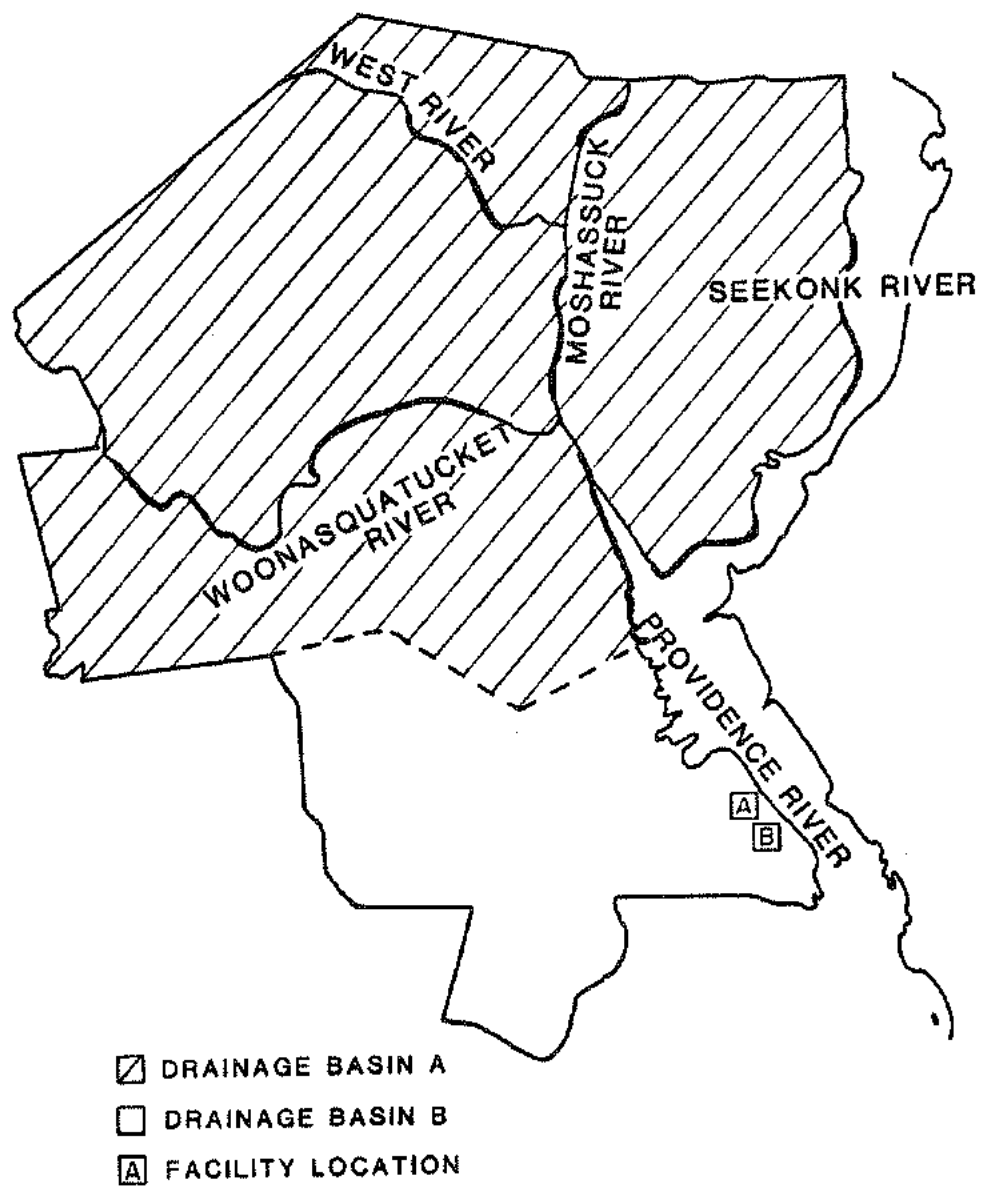 WEST RIVER
MOSHASSUCK
RIVER
SEEKONK RIVER
WOONASQUATUCKET
RIVER
PROVIDENCE RIVER
A
B
DRAINAGE BASIN A
DRAINAGE BASIN B
A FACILITY LOCATION